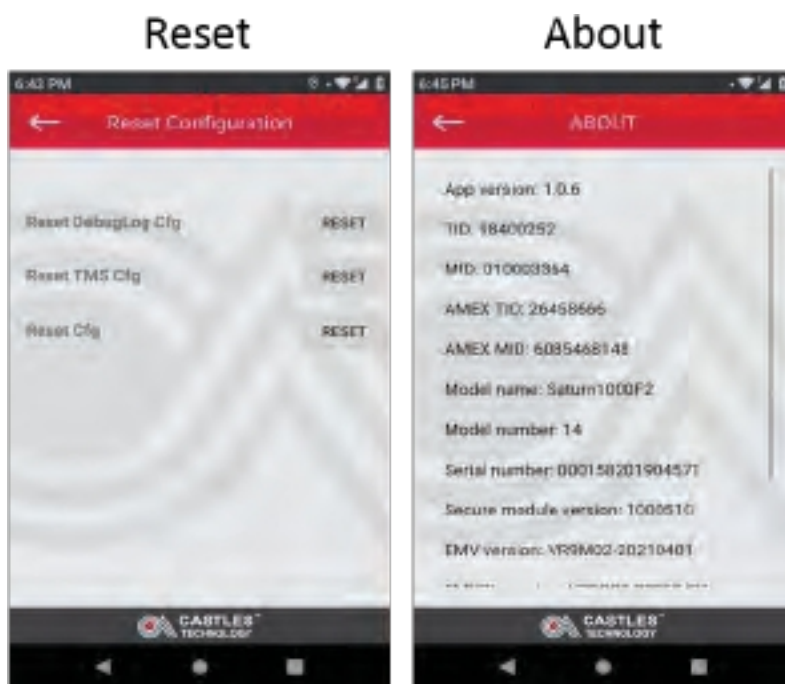 Reset
6:43 PM
Reset Configuration
Reset DebugLog Cfg RESET
Reset TMS Cfg RESET
Reset Cfg RESET
CASTLES
TECHNOLOGY
About
6:45 PM
ABOUT
App version: 1.0.6
TID: 18400252
MID: 010003364
AMEX TID: 26458666
AMEX MID: 6085468148
Model name: Saturn1000F2
Model number: 14
Serial number: 000158201904571
Secure module version: 1000510
EMV version: VR9M02-20210401
CASTLES
TECHNOLOGY